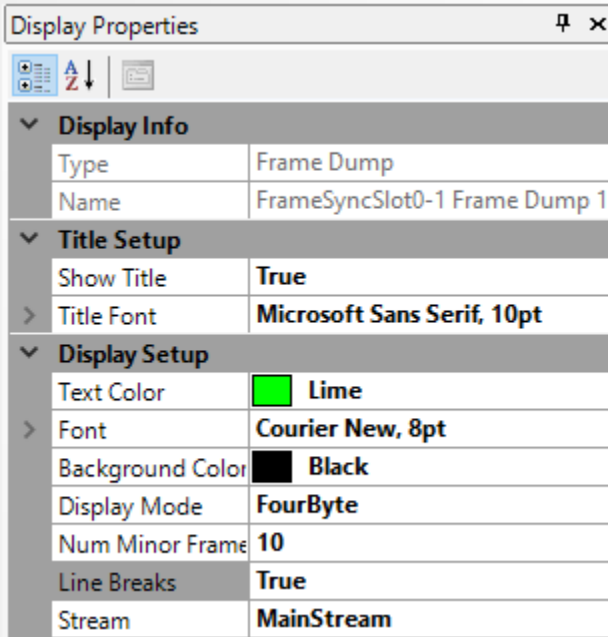 Display Properties
Display Info
Type Frame Dump
Name FrameSyncSlot0-1 Frame Dump 1
Title Setup
Show Title True
Title Font Microsoft Sans Serif, 10pt
Display Setup
Text Color Lime
Font Courier New, 8pt
Background Color Black
Display Mode FourByte
Num Minor Frame 10
Line Breaks True
Stream MainStream